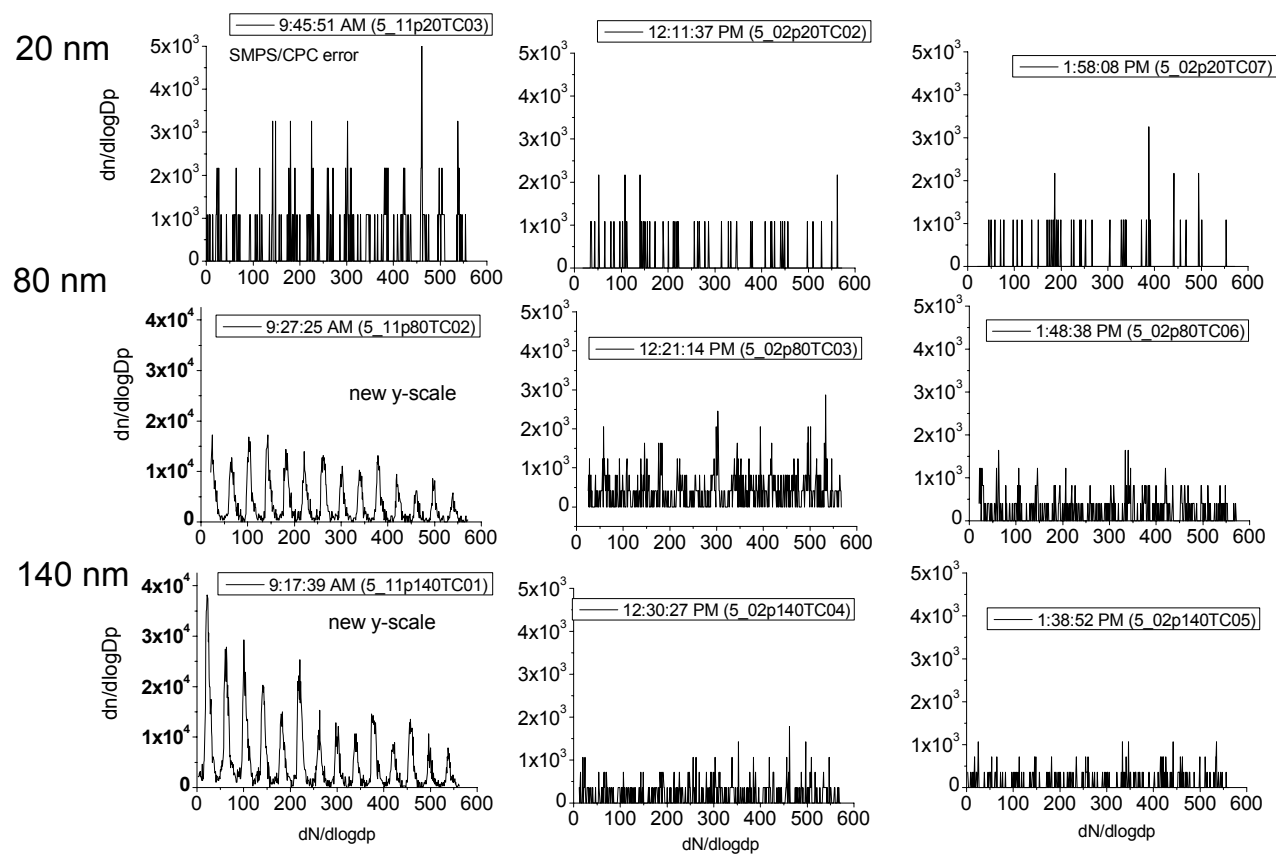 20 nm
9:45:51 AM (5_11p20TC03)
SMPS/CPC error
dn/dlogDp
5x10³
4x10³
3x10³
2x10³
1x10³
0
0 100 200 300 400 500 600
12:11:37 PM (5_02p20TC02)
5x10³
4x10³
3x10³
2x10³
1x10³
0
0 100 200 300 400 500 600
1:58:08 PM (5_02p20TC07)
5x10³
4x10³
3x10³
2x10³
1x10³
0
0 100 200 300 400 500 600
80 nm
9:27:25 AM (5_11p80TC02)
new y-scale
dn/dlogDp
4x10⁴
3x10⁴
2x10⁴
1x10⁴
0
0 100 200 300 400 500 600
12:21:14 PM (5_02p80TC03)
5x10³
4x10³
3x10³
2x10³
1x10³
0
0 100 200 300 400 500 600
1:48:38 PM (5_02p80TC06)
5x10³
4x10³
3x10³
2x10³
1x10³
0
0 100 200 300 400 500 600
140 nm
9:17:39 AM (5_11p140TC01)
new y-scale
dn/dlogDp
4x10⁴
3x10⁴
2x10⁴
1x10⁴
0
0 100 200 300 400 500 600
dN/dlogdp
12:30:27 PM (5_02p140TC04)
5x10³
4x10³
3x10³
2x10³
1x10³
0
0 100 200 300 400 500 600
dN/dlogdp
1:38:52 PM (5_02p140TC05)
5x10³
4x10³
3x10³
2x10³
1x10³
0
0 100 200 300 400 500 600
dN/dlogdp